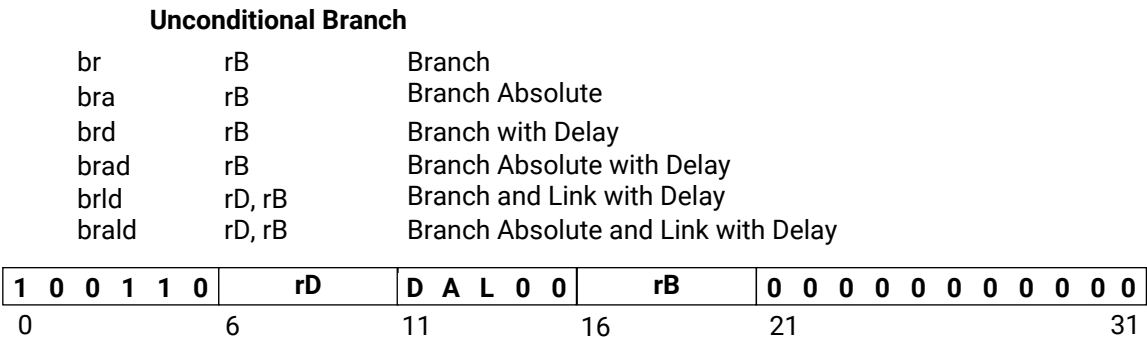 Unconditional Branch
br rB Branch
bra rB Branch Absolute
brd rB Branch with Delay
brad rB Branch Absolute with Delay
brld rD, rB Branch and Link with Delay
brald rD, rB Branch Absolute and Link with Delay
1 0 0 1 1 0 rD D A L 0 0 rB 0 0 0 0 0 0 0 0 0 0 0
0 6 11 16 21 31